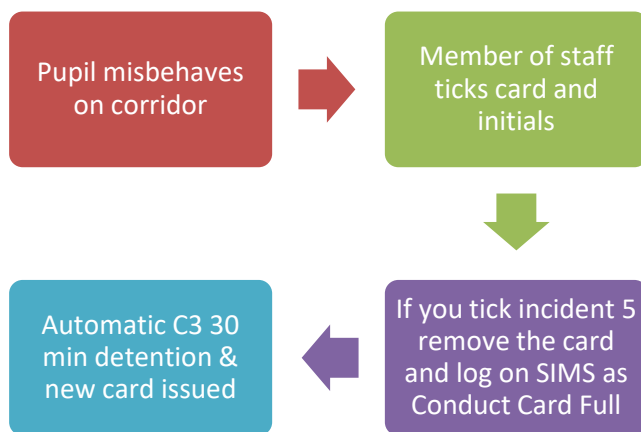 Pupil misbehaves
on corridor
Member of staff
ticks card and
initials
If you tick incident 5
remove the card
and log on SIMS as
Conduct Card Full
Automatic C3 30
min detention &
new card issued